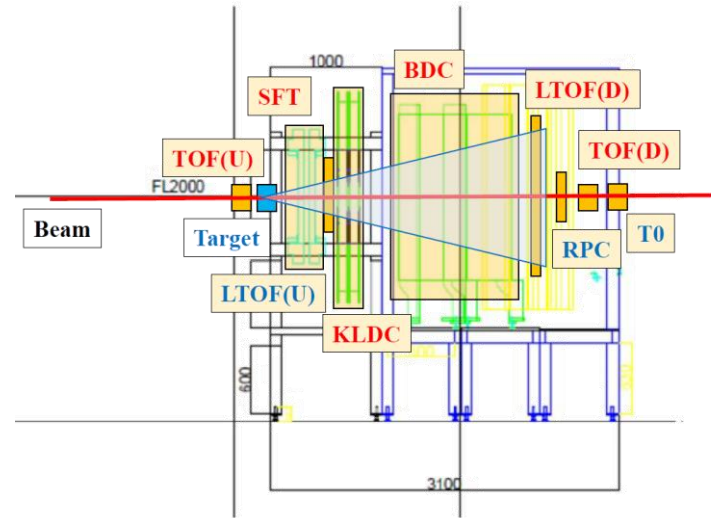 1000
BDC
SFT
LTOF(D)
TOF(U)
TOF(D)
FL2000
Beam
Target
RPC
T0
LTOF(U)
KLDC
600
3100